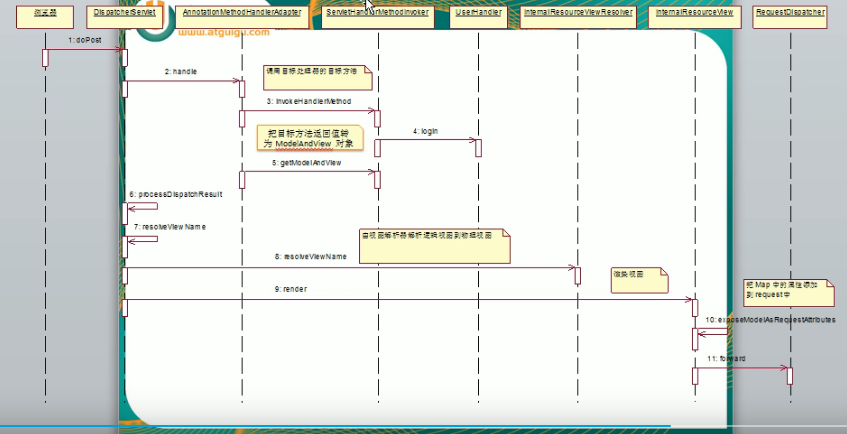 浏览器
DispatcherServlet
AnnotationMethodHandlerAdapter
ServletHandlerMethodInvoker
UserHandler
InternalResourceViewResolver
InternalResourceView
RequestDispatcher
www.atguigu.com
1: doPost
2: handle
调用目标处理器的目标方法
3: invokeHandlerMethod
把目标方法返回值转
为 ModelAndView 对象
4: login
5: getModelAndView
6: processDispatchResult
7: resolveViewName
由视图解析器解析逻辑视图到物理视图
8: resolveViewName
渲染视图
9: render
把 Map 中的属性添加
到 request 中
10: exposeModelAsRequestAttributes
11: forward